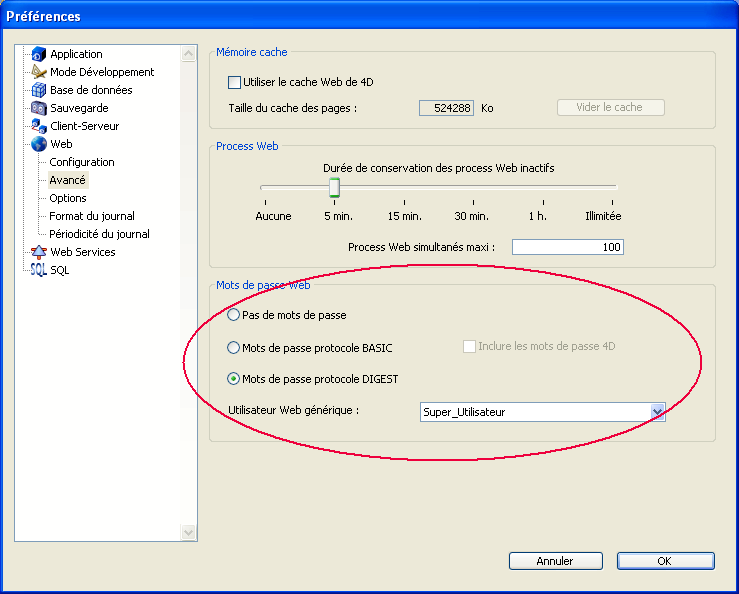 Préférences
Application
Mode Développement
Base de données
Sauvegarde
Client-Serveur
Web
Configuration
Avancé
Options
Format du journal
Périodicité du journal
Web Services
SQL SQL
Mémoire cache
Utiliser le cache Web de 4D
Taille du cache des pages : 524288 Ko Vider le cache
Process Web
Durée de conservation des process Web inactifs
Aucune 5 min. 15 min. 30 min. 1 h. Illimitée
Process Web simultanés maxi : 100
Mots de passe Web
Pas de mots de passe
Mots de passe protocole BASIC Inclure les mots de passe 4D
Mots de passe protocole DIGEST
Utilisateur Web générique : Super_Utilisateur
Annuler OK